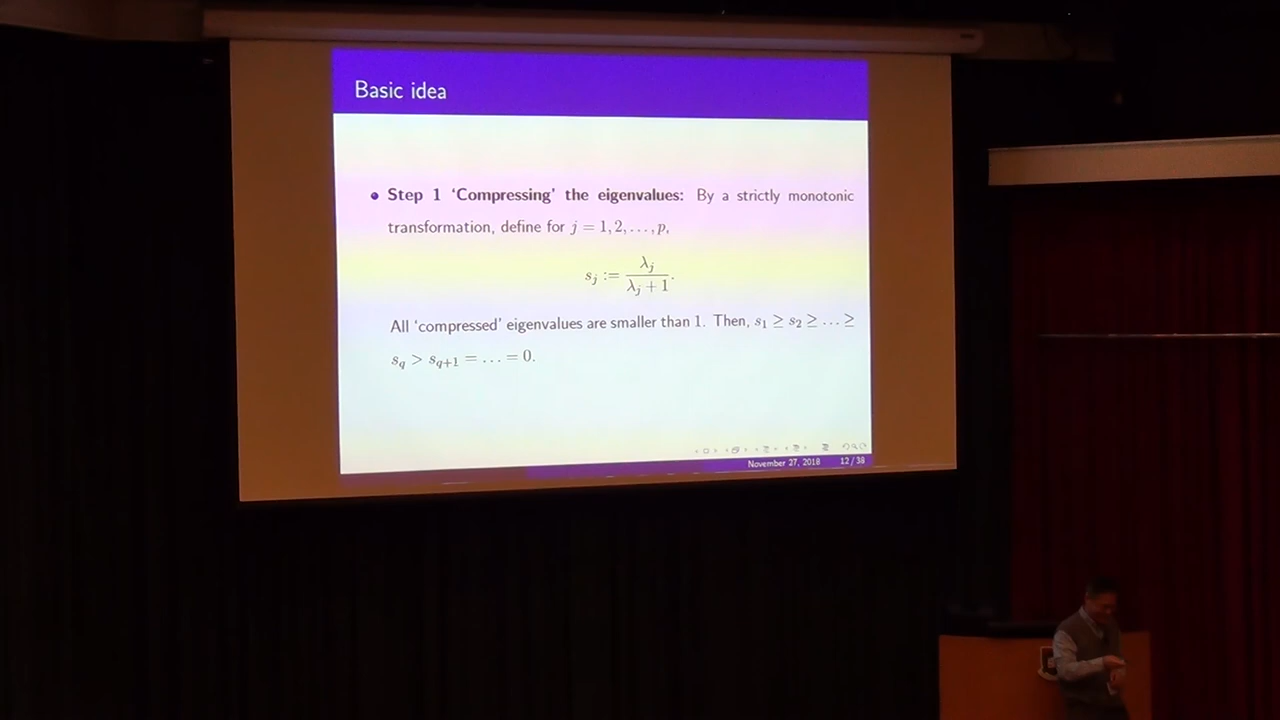 Basic idea
Step 1 ‘Compressing’ the eigenvalues: By a strictly monotonic
transformation, define for j = 1, 2, . . . , p,
s_j := λ_j / (λ_j + 1).
All ‘compressed’ eigenvalues are smaller than 1. Then, s_1 ≥ s_2 ≥ . . . ≥
s_q > s_{q+1} = . . . = 0.
November 27, 2018 12 / 38